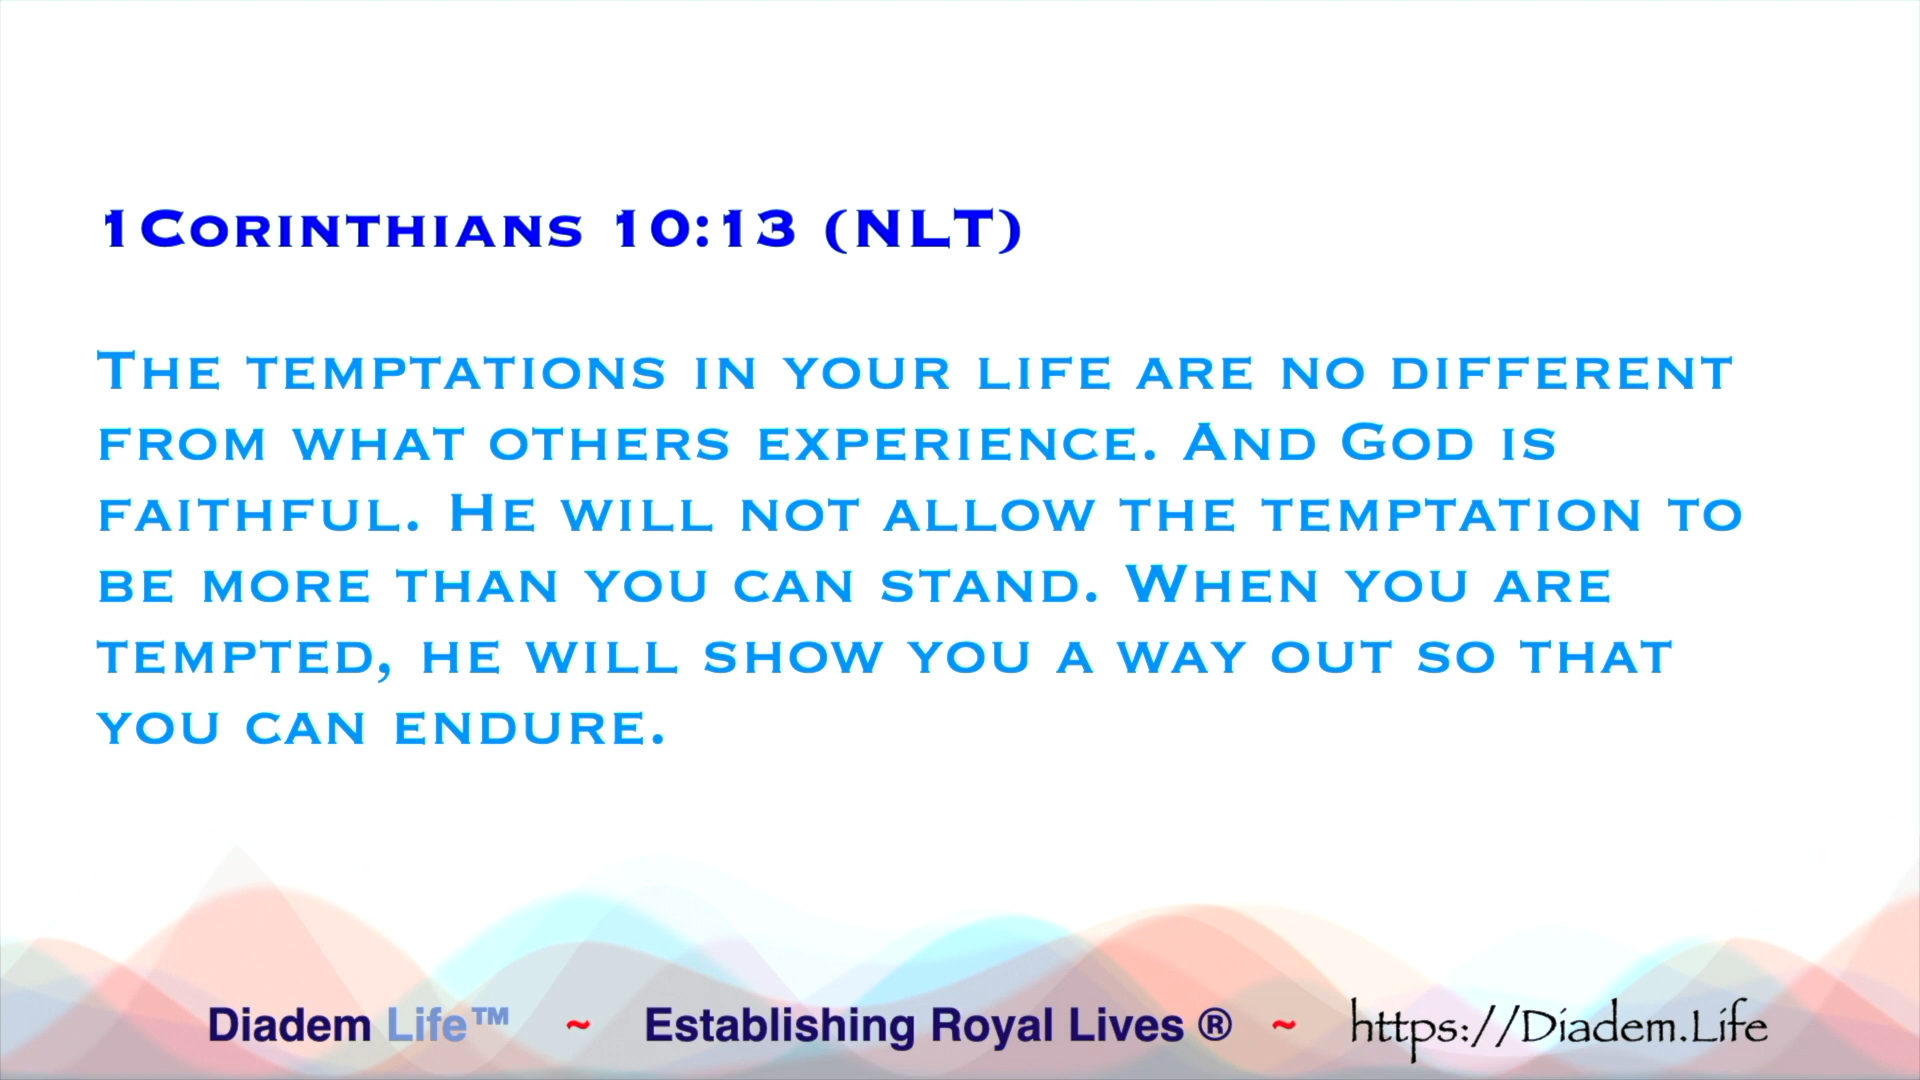 1Corinthians 10:13 (NLT)
The temptations in your life are no different
from what others experience. And God is
faithful. He will not allow the temptation to
be more than you can stand. When you are
tempted, he will show you a way out so that
you can endure.
Diadem Life™ ~ Establishing Royal Lives ® ~ https://Diadem.Life